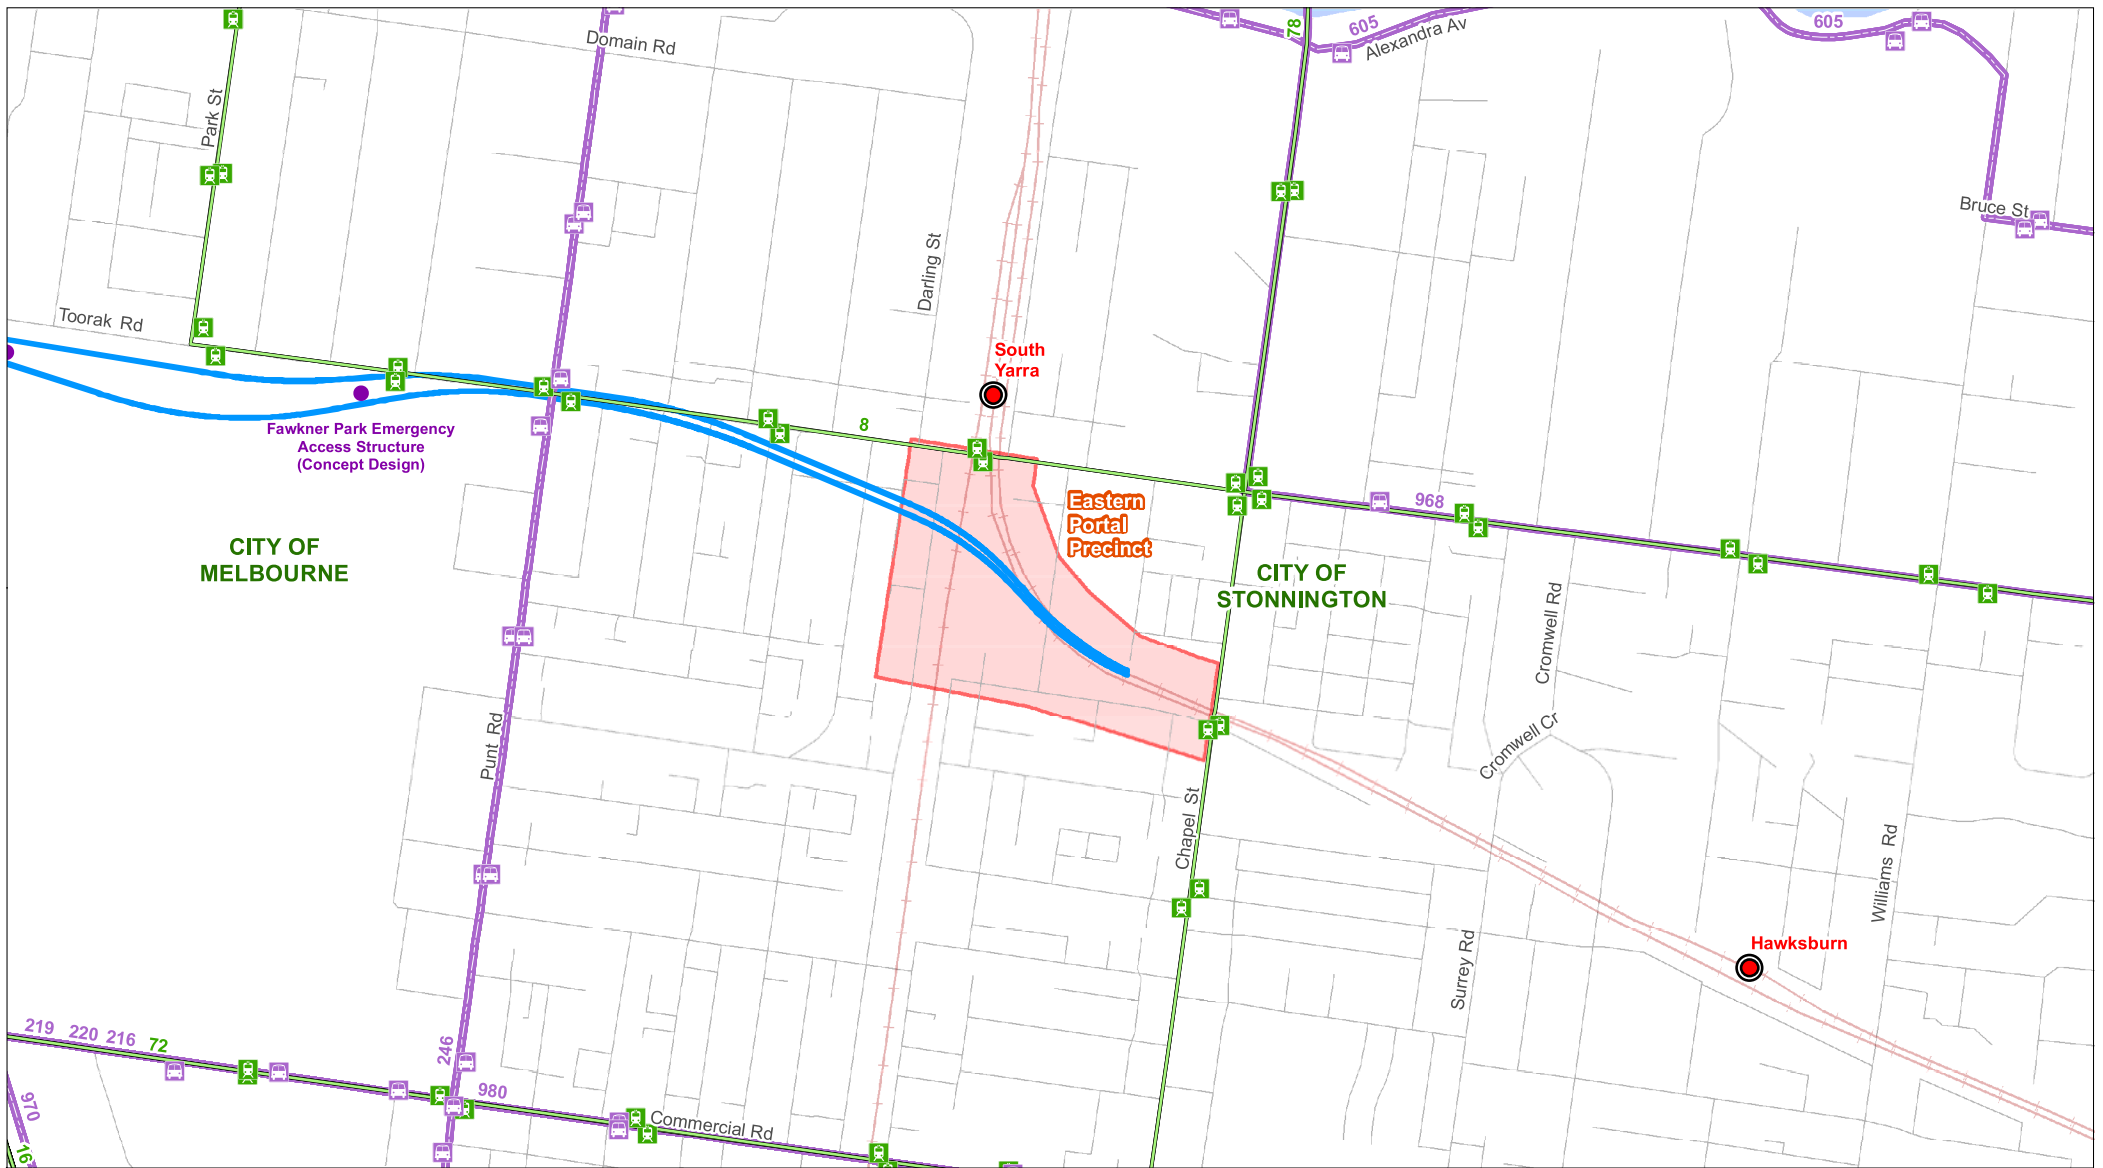 605
605
78
Domain Rd
Alexandra Av
Park St
Bruce St
Darling St
Toorak Rd
South
Yarra
8
Fawkner Park Emergency
Access Structure
(Concept Design)
Eastern
Portal
Precinct
968
CITY OF
MELBOURNE
CITY OF
STONNINGTON
Cromwell Rd
Punt Rd
Cromwell Cr
Chapel St
Williams Rd
Surrey Rd
Hawksburn
219 220 216 72
246
980
970
Commercial Rd
16